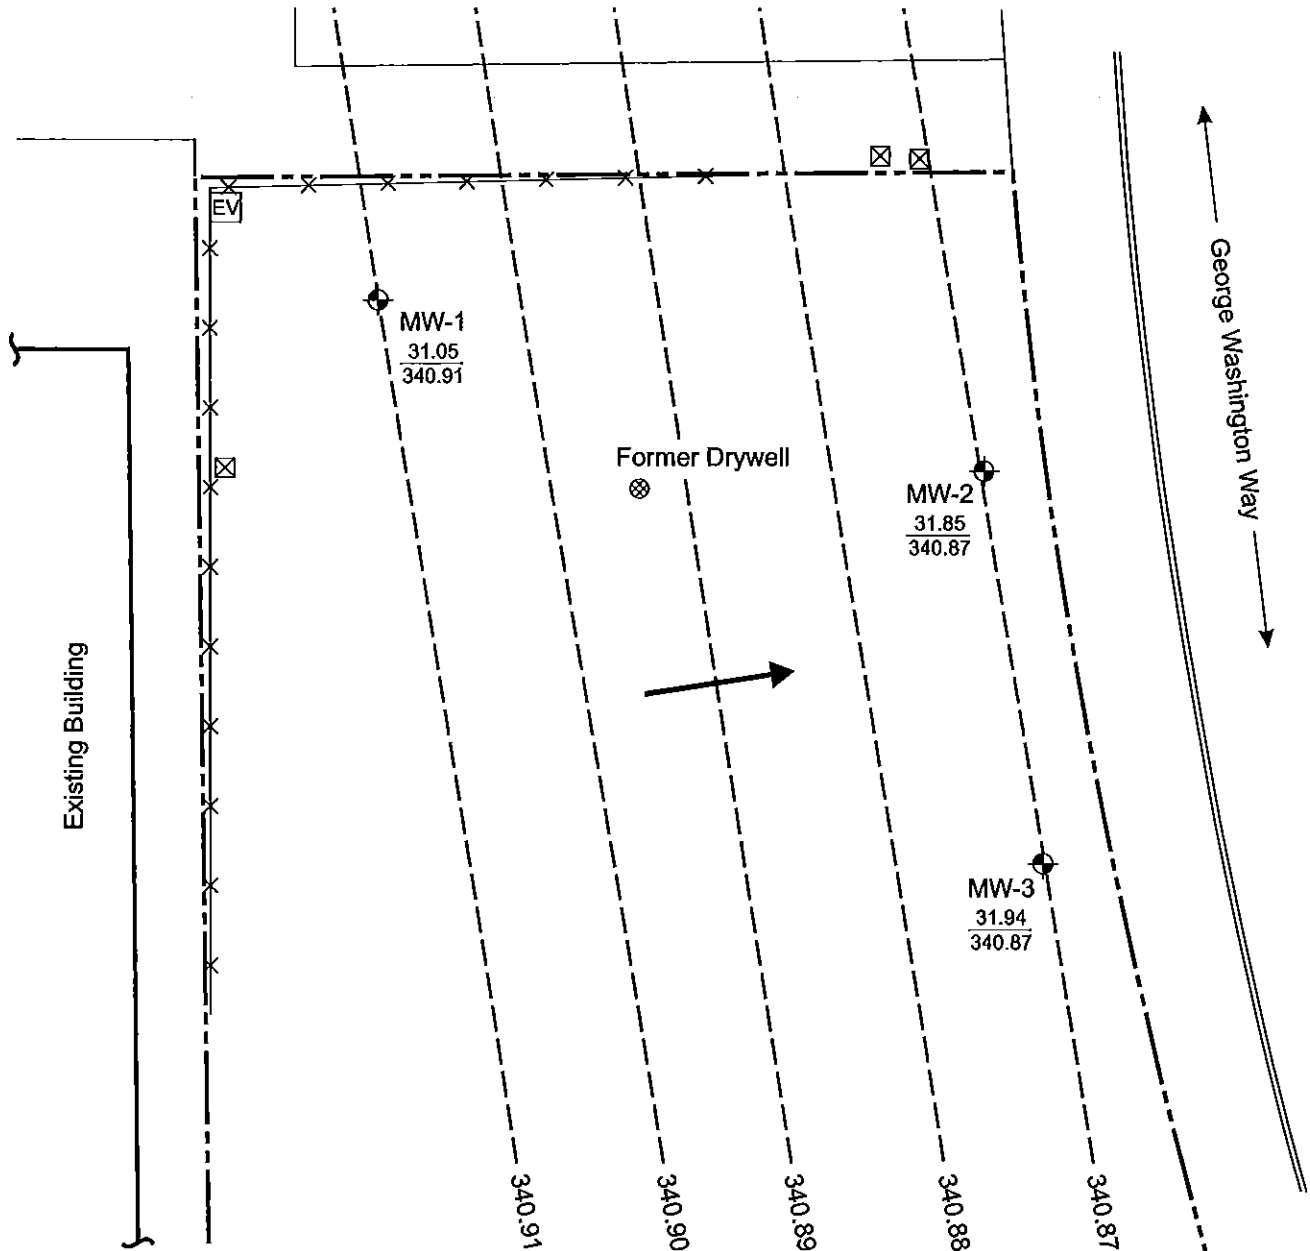 EV
MW-1
31.05
340.91
George Washington Way
Former Drywell
MW-2
31.85
340.87
Existing Building
MW-3
31.94
340.87
340.91
340.90
340.89
340.88
340.87